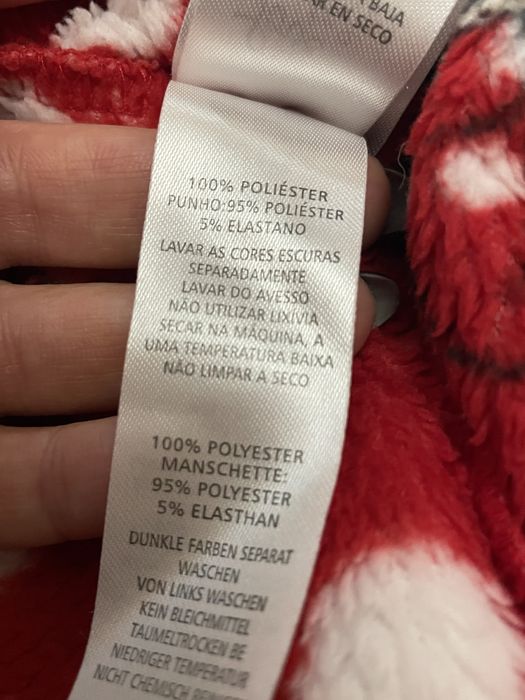 BAJA
EN SECO
100% POLIÉSTER
PUNHO:95% POLIÉSTER
5% ELASTANO
LAVAR AS CORES ESCURAS
SEPARADAMENTE
LAVAR DO AVESSO
NÃO UTILIZAR LIXÍVIA
SECAR NA MÁQUINA, A
UMA TEMPERATURA BAIXA
NÃO LIMPAR A SECO
100% POLYESTER
MANSCHETTE:
95% POLYESTER
5% ELASTHAN
DUNKLE FARBEN SEPARAT
WASCHEN
VON LINKS WASCHEN
KEIN BLEICHMITTEL
TAUMELTROCKEN BE
NIEDRIGER TEMPERATUR
NICHT CHEMISCH